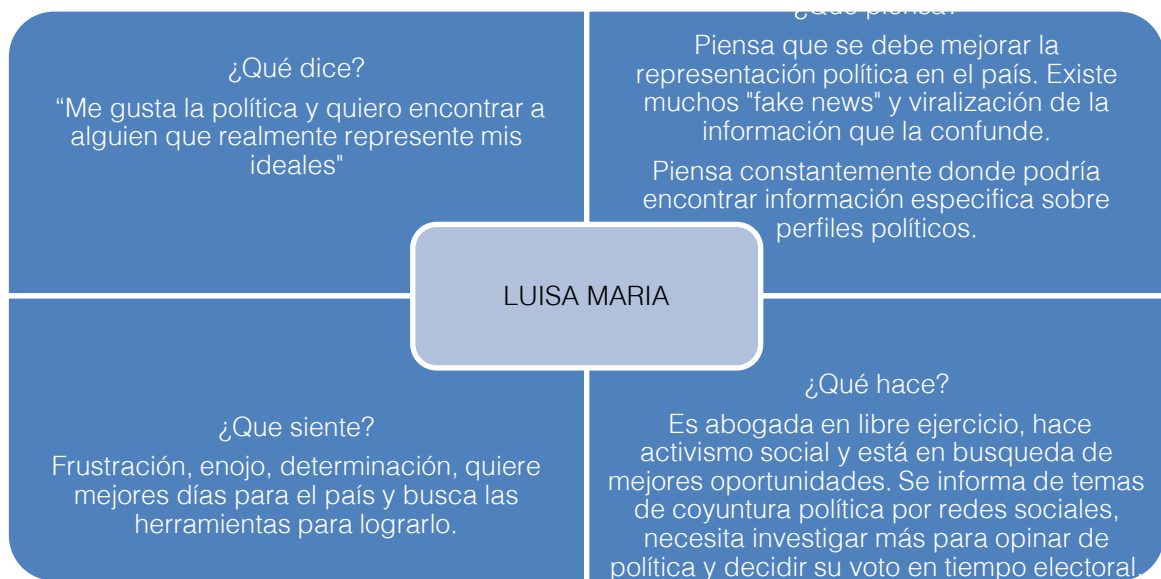 ¿Qué dice?
“Me gusta la política y quiero encontrar a
alguien que realmente represente mis
ideales"
¿Qué piensa?
Piensa que se debe mejorar la
representación política en el país. Existe
muchos "fake news" y viralización de la
información que la confunde.
Piensa constantemente donde podría
encontrar información especifica sobre
perfiles políticos.
LUISA MARIA
¿Que siente?
Frustración, enojo, determinación, quiere
mejores días para el país y busca las
herramientas para lograrlo.
¿Qué hace?
Es abogada en libre ejercicio, hace
activismo social y está en busqueda de
mejores oportunidades. Se informa de temas
de coyuntura política por redes sociales,
necesita investigar más para opinar de
política y decidir su voto en tiempo electoral.